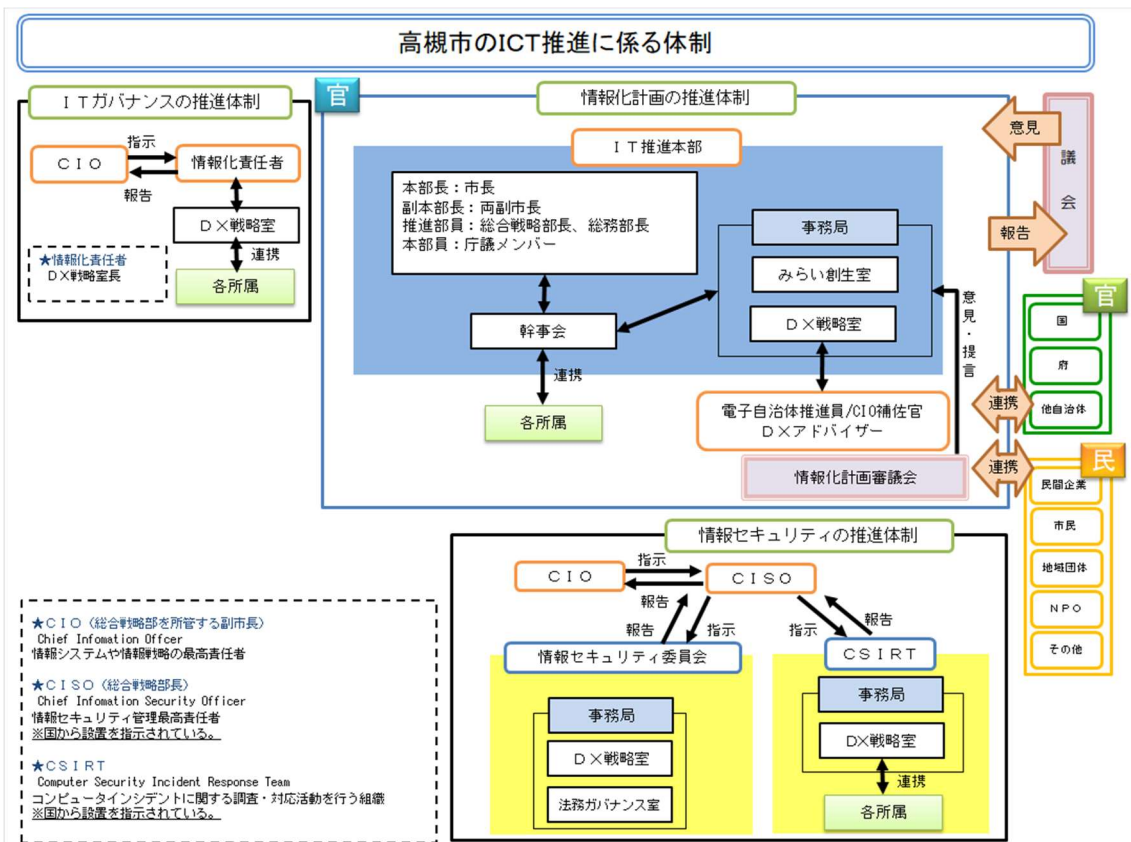 高槻市のICT推進に係る体制
ITガバナンスの推進体制
CIO
指示
報告
情報化責任者
DX戦略室
連携
各所属
★情報化責任者
DX戦略室長
官
情報化計画の推進体制
IT推進本部
本部長：市長
副本部長：両副市長
推進部員：総合戦略部長、総務部長
本部員：庁議メンバー
事務局
みらい創生室
DX戦略室
幹事会
連携
各所属
電子自治体推進員/CIO補佐官
DXアドバイザー
情報化計画審議会
意見・提言
意見
報告
議会
官
国
府
他自治体
連携
民
連携
民間企業
市民
地域団体
NPO
その他
情報セキュリティの推進体制
CIO
指示
報告
CISO
報告
指示
指示
報告
情報セキュリティ委員会
事務局
DX戦略室
法務ガバナンス室
CSIRT
事務局
DX戦略室
連携
各所属
★CIO（総合戦略部を所管する副市長）
Chief Infomation Offcer
情報システムや情報戦略の最高責任者
★CISO（総合戦略部長）
Chief Infomation Security Officer
情報セキュリティ管理最高責任者
※国から設置を指示されている。
★CSIRT
Computer Security Incident Response Team
コンピュータインシデントに関する調査・対応活動を行う組織
※国から設置を指示されている。